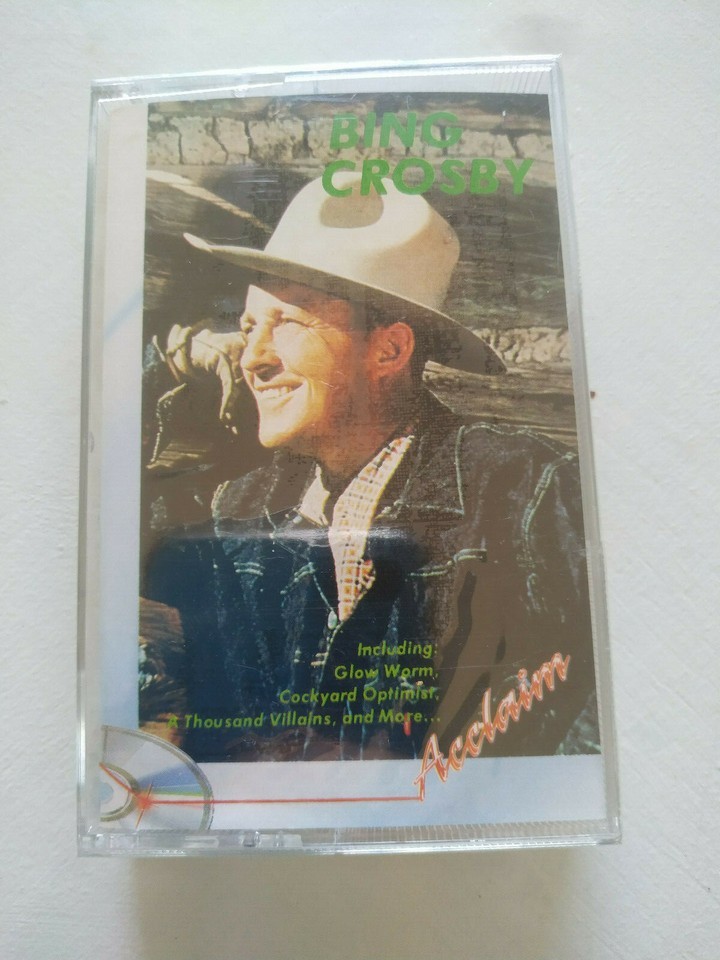 BING
CROSBY
Including:
Glow Worm,
Cockyard Optimist,
A Thousand Villains, and More...
Acclaim